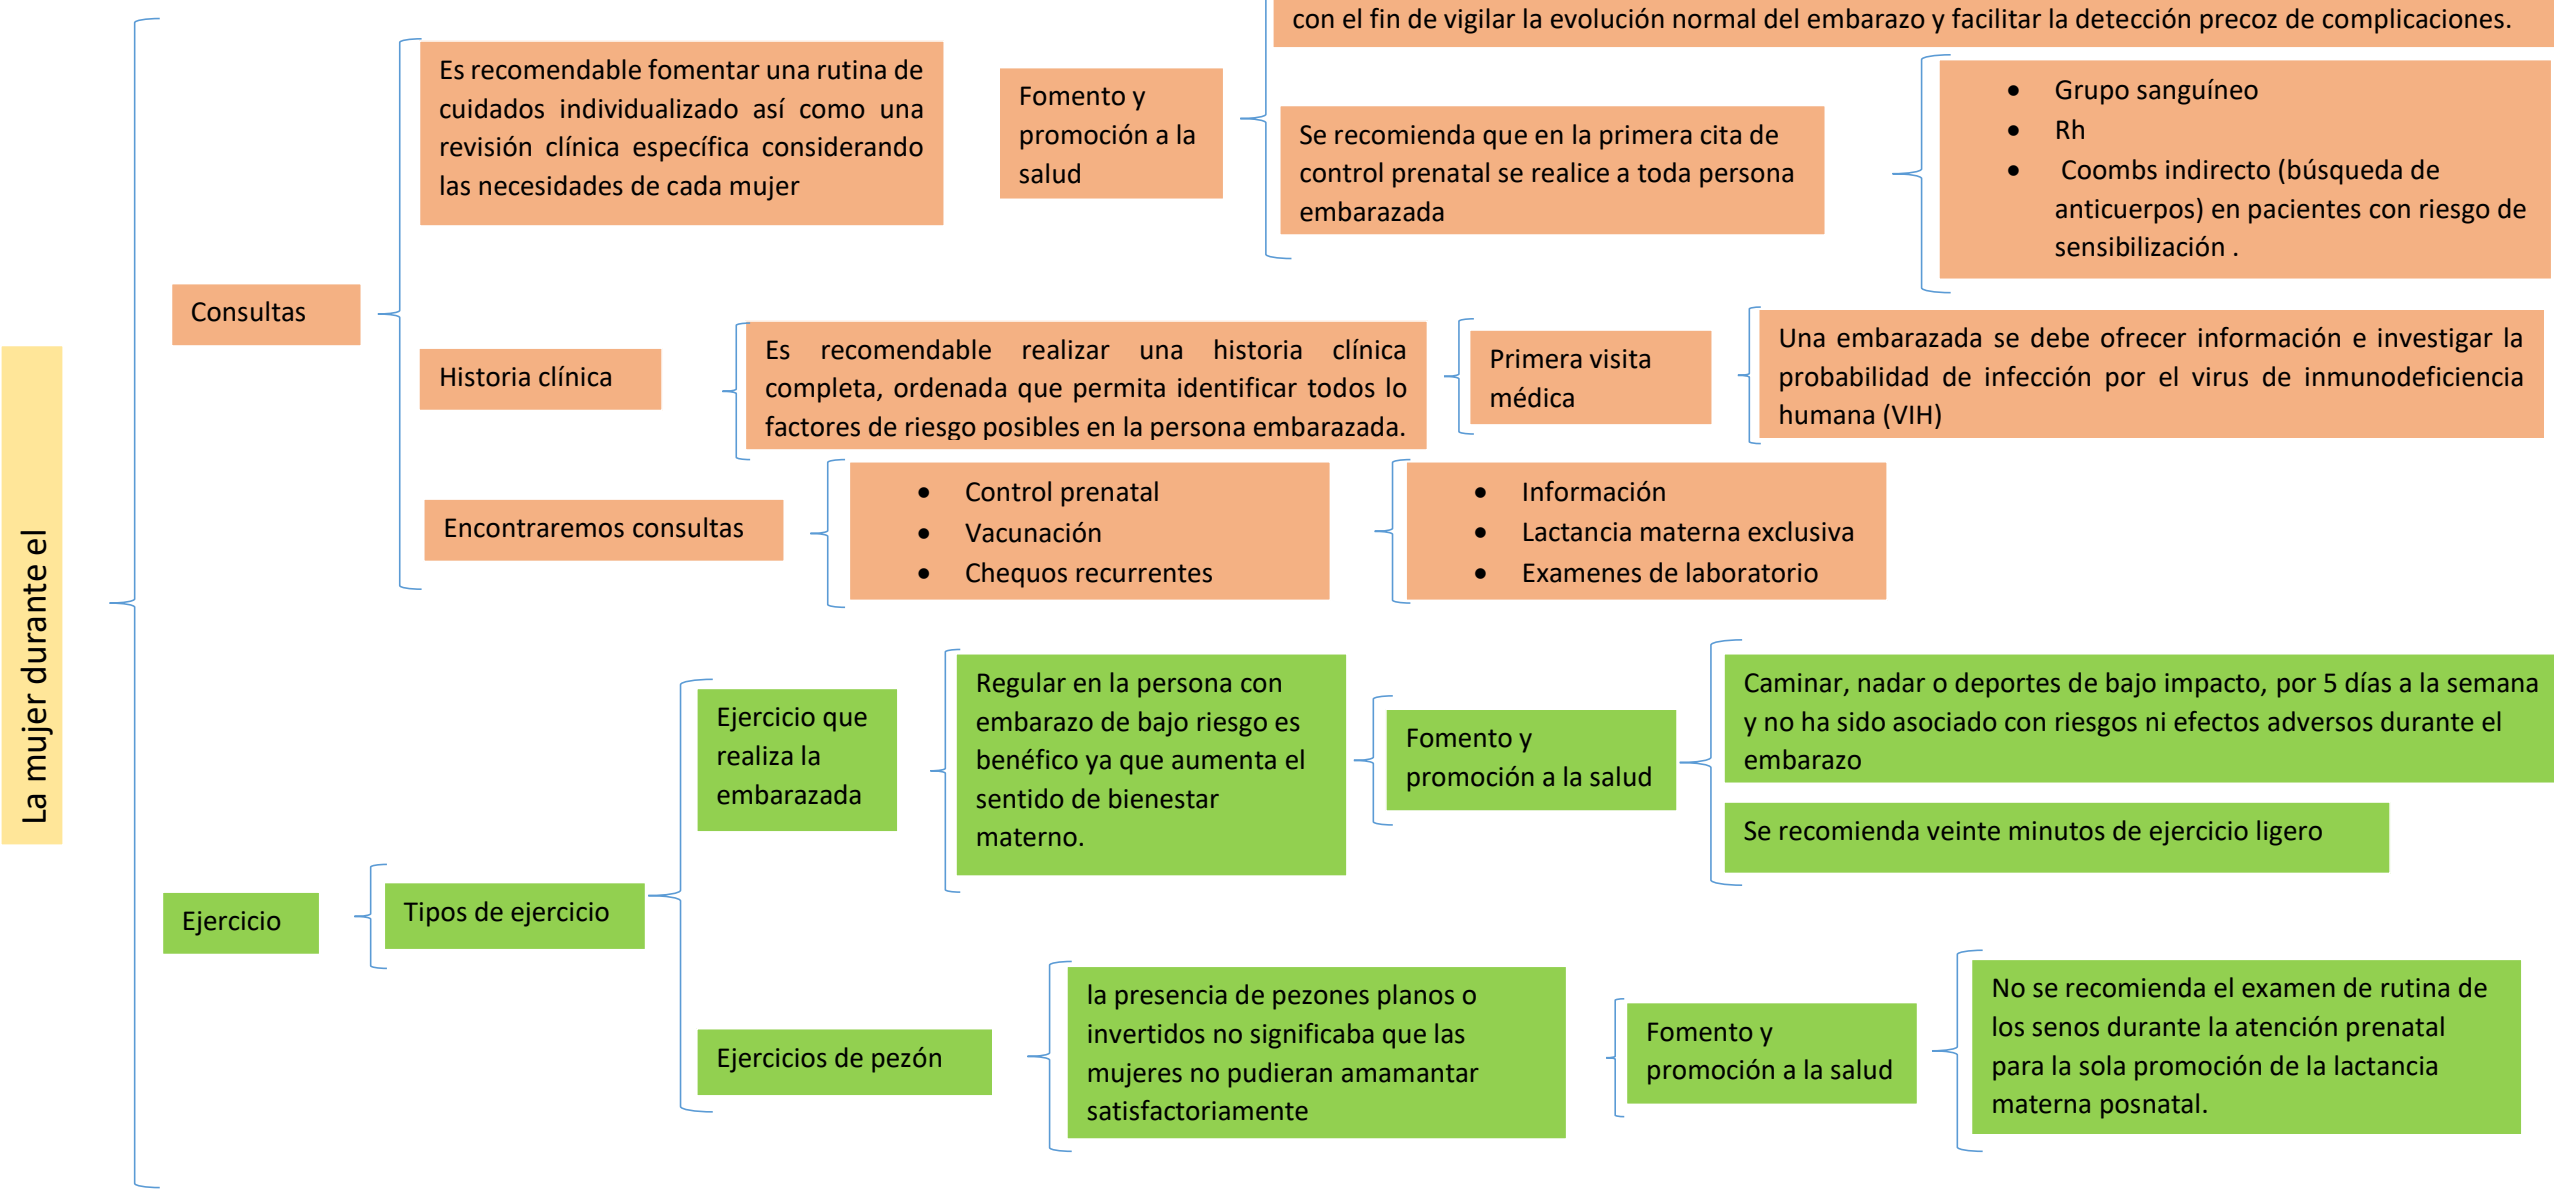 La mujer durante el
Consultas
Es recomendable fomentar una rutina de
cuidados individualizado así como una
revisión clínica específica considerando
las necesidades de cada mujer
Fomento y
promoción a la
salud
con el fin de vigilar la evolución normal del embarazo y facilitar la detección precoz de complicaciones.
Se recomienda que en la primera cita de
control prenatal se realice a toda persona
embarazada
• Grupo sanguíneo
• Rh
• Coombs indirecto (búsqueda de
anticuerpos) en pacientes con riesgo de
sensibilización .
Historia clínica
Es recomendable realizar una historia clínica
completa, ordenada que permita identificar todos lo
factores de riesgo posibles en la persona embarazada.
Primera visita
médica
Una embarazada se debe ofrecer información e investigar la
probabilidad de infección por el virus de inmunodeficiencia
humana (VIH)
Encontraremos consultas
• Control prenatal
• Vacunación
• Chequos recurrentes
• Información
• Lactancia materna exclusiva
• Examenes de laboratorio
Ejercicio
Tipos de ejercicio
Ejercicio que
realiza la
embarazada
Regular en la persona con
embarazo de bajo riesgo es
benéfico ya que aumenta el
sentido de bienestar
materno.
Fomento y
promoción a la salud
Caminar, nadar o deportes de bajo impacto, por 5 días a la semana
y no ha sido asociado con riesgos ni efectos adversos durante el
embarazo
Se recomienda veinte minutos de ejercicio ligero
Ejercicios de pezón
la presencia de pezones planos o
invertidos no significaba que las
mujeres no pudieran amamantar
satisfactoriamente
Fomento y
promoción a la salud
No se recomienda el examen de rutina de
los senos durante la atención prenatal
para la sola promoción de la lactancia
materna posnatal.